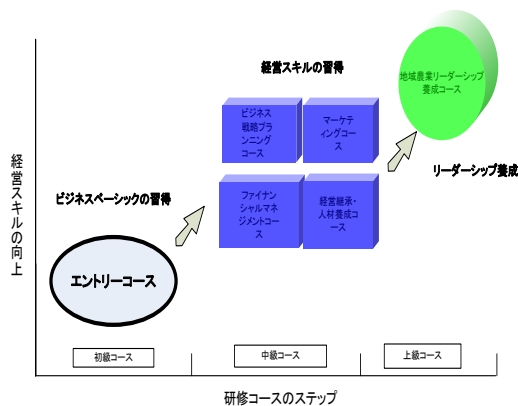 経営スキルの習得
地域農業リーダーシップ
養成コース
ビジネス
戦略プラ
ンニング
コース
マーケテ
ィングコー
ス
リーダーシップ養成
ビジネスベーシックの習得
ファイナン
シャルマネ
ジメントコー
ス
経営継承・
人材養成コ
ース
経営スキルの向上
エントリーコース
初級コース
中級コース
上級コース
研修コースのステップ